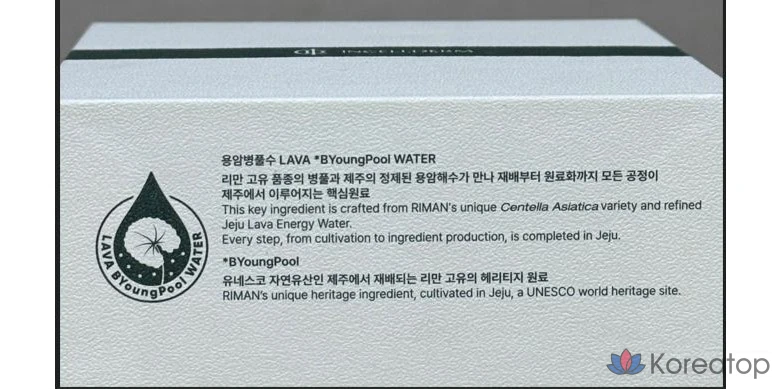 INCELLDERM
용암병풀수 LAVA *BYoungPool WATER
리만 고유 품종의 병풀과 제주의 정제된 용암해수가 만나 재배부터 원료화까지 모든 공정이
제주에서 이루어지는 핵심원료
This key ingredient is crafted from RIMAN's unique Centella Asiatica variety and refined
Jeju Lava Energy Water.
Every step, from cultivation to ingredient production, is completed in Jeju.
*BYoungPool
유네스코 자연유산인 제주에서 재배되는 리만 고유의 헤리티지 원료
RIMAN's unique heritage ingredient, cultivated in Jeju, a UNESCO world heritage site.
LAVA BYoungPool WATER
Koreatop